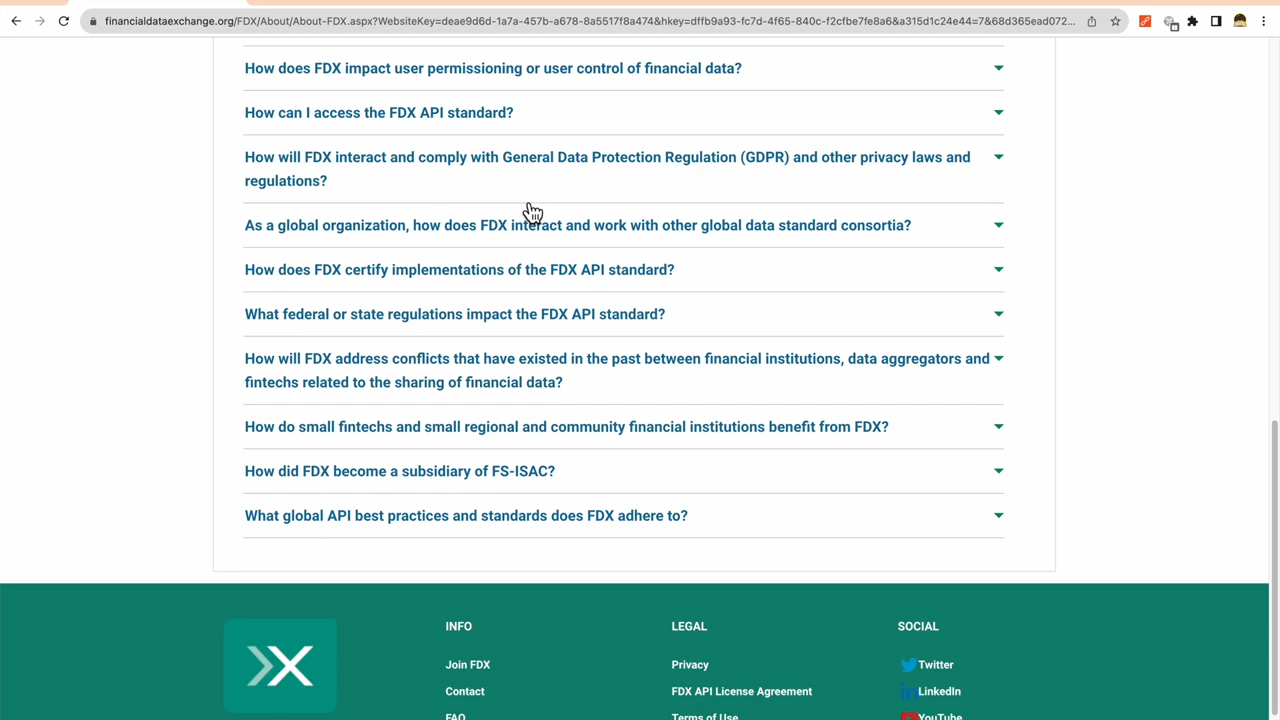 financialdataexchange.org/FDX/About/About-FDX.aspx?WebsiteKey=deae9d6d-1a7a-457b-a678-8a5517f8a474&hkey=dffb9a93-fc7d-4f65-840c-f2cfbe7fe8a6&a315d1c24e44=7&68d365ead072...
How does FDX impact user permissioning or user control of financial data?
How can I access the FDX API standard?
How will FDX interact and comply with General Data Protection Regulation (GDPR) and other privacy laws and
regulations?
As a global organization, how does FDX interact and work with other global data standard consortia?
How does FDX certify implementations of the FDX API standard?
What federal or state regulations impact the FDX API standard?
How will FDX address conflicts that have existed in the past between financial institutions, data aggregators and
fintechs related to the sharing of financial data?
How do small fintechs and small regional and community financial institutions benefit from FDX?
How did FDX become a subsidiary of FS-ISAC?
What global API best practices and standards does FDX adhere to?
INFO
Join FDX
Contact
FAQ
LEGAL
Privacy
FDX API License Agreement
Terms of Use
SOCIAL
Twitter
LinkedIn
YouTube